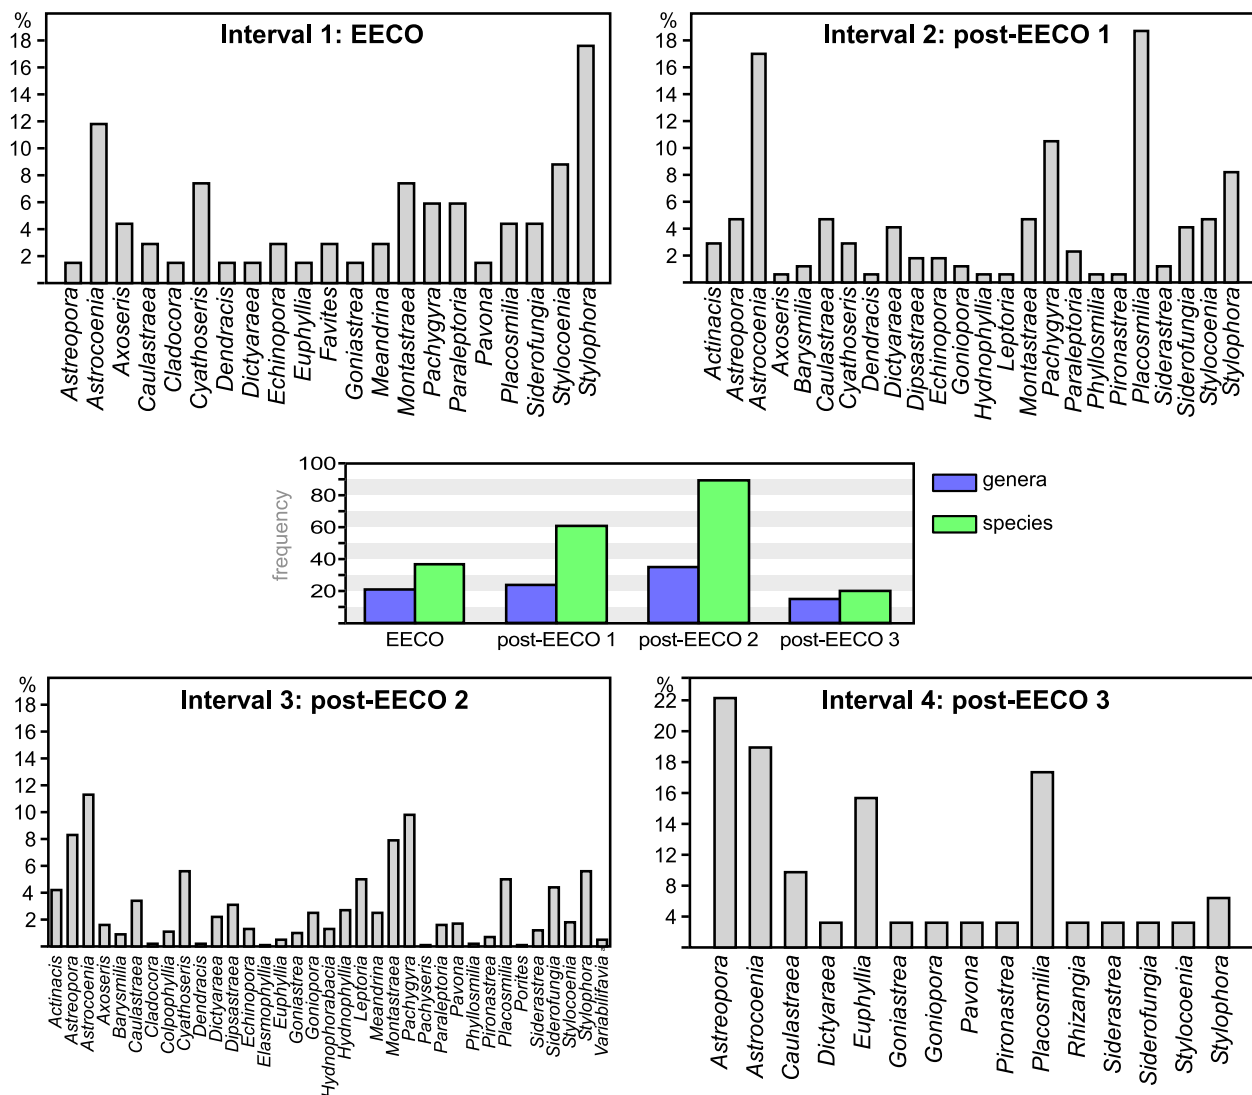 %
Interval 1: EECO
18
16
14
12
10
8
6
4
2
Astreopora
Astrocoenia
Axoseris
Caulastraea
Cladocora
Cyathoseris
Dendracis
Dictyaraea
Echinopora
Euphyllia
Favites
Goniastrea
Meandrina
Montastraea
Pachygyra
Paraleptoria
Pavona
Placosmilia
Siderofungia
Stylocoenia
Stylophora
%
Interval 2: post-EECO 1
18
16
14
12
10
8
6
4
2
Actinacis
Astreopora
Astrocoenia
Axoseris
Barysmilia
Caulastraea
Cyathoseris
Dendracis
Dictyaraea
Dipsastraea
Echinopora
Goniopora
Hydnophyllia
Leptoria
Montastraea
Pachygyra
Paraleptoria
Phyllosmilia
Pironastrea
Placosmilia
Siderastrea
Siderofungia
Stylocoenia
Stylophora
frequency
100
80
60
40
20
EECO
post-EECO 1
post-EECO 2
post-EECO 3
genera
species
%
Interval 3: post-EECO 2
18
16
14
12
10
8
6
4
2
Actinacis
Astreopora
Astrocoenia
Axoseris
Barysmilia
Caulastraea
Cladocora
Colpophyllia
Cyathoseris
Dendracis
Dictyaraea
Dipsastraea
Echinopora
Elasmophyllia
Euphyllia
Goniastrea
Goniopora
Hydnophorabacia
Hydnophyllia
Leptoria
Meandrina
Montastraea
Pachygyra
Pachyseris
Paraleptoria
Pavona
Phyllosmilia
Pironastrea
Placosmilia
Porites
Siderastrea
Siderofungia
Stylocoenia
Stylophora
Variabilifavia
%
Interval 4: post-EECO 3
22
20
16
14
12
8
4
Astreopora
Astrocoenia
Caulastraea
Dictyaraea
Euphyllia
Goniastrea
Goniopora
Pavona
Pironastrea
Placosmilia
Rhizangia
Siderastrea
Siderofungia
Stylocoenia
Stylophora